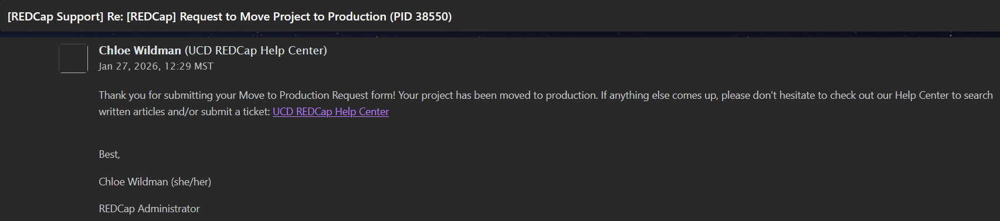 [REDCap Support] Re: [REDCap] Request to Move Project to Production (PID 38550)
Chloe Wildman (UCD REDCap Help Center)
Jan 27, 2026, 12:29 MST
Thank you for submitting your Move to Production Request form! Your project has been moved to production. If anything else comes up, please don't hesitate to check out our Help Center to search
written articles and/or submit a ticket: UCD REDCap Help Center
Best,
Chloe Wildman (she/her)
REDCap Administrator